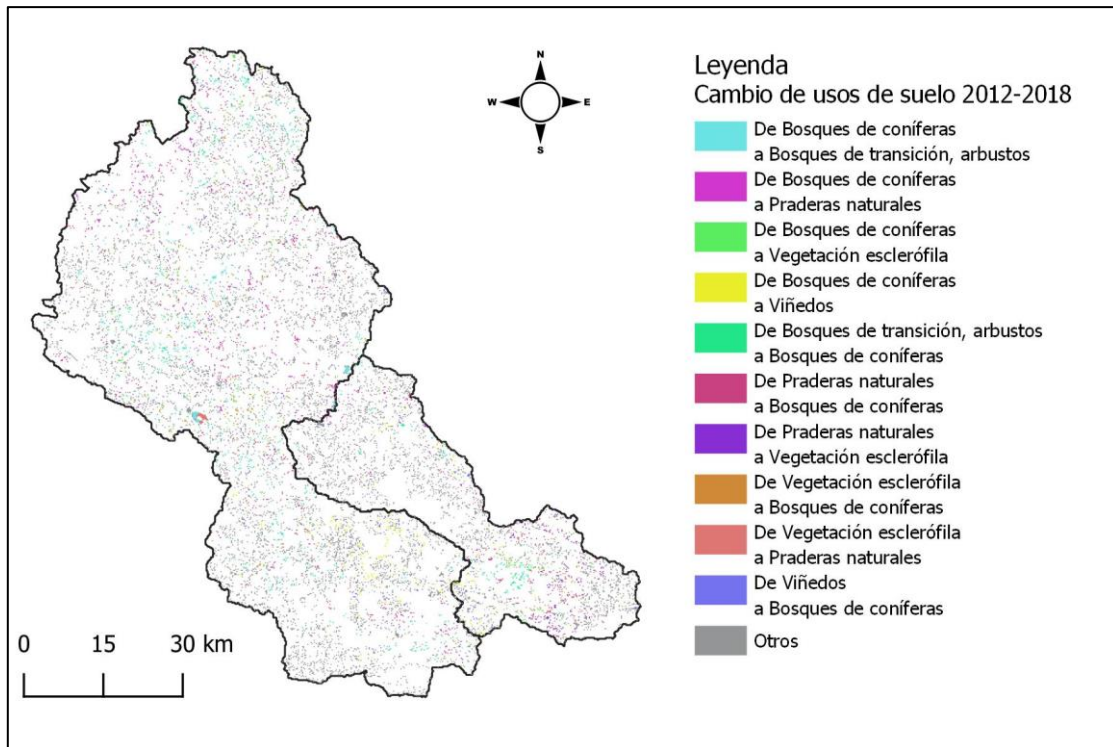 N
W
E
S
Leyenda
Cambio de usos de suelo 2012-2018
De Bosques de coníferas
a Bosques de transición, arbustos
De Bosques de coníferas
a Praderas naturales
De Bosques de coníferas
a Vegetación esclerófila
De Bosques de coníferas
a Viñedos
De Bosques de transición, arbustos
a Bosques de coníferas
De Praderas naturales
a Bosques de coníferas
De Praderas naturales
a Vegetación esclerófila
De Vegetación esclerófila
a Bosques de coníferas
De Vegetación esclerófila
a Praderas naturales
De Viñedos
a Bosques de coníferas
Otros
0 15 30 km